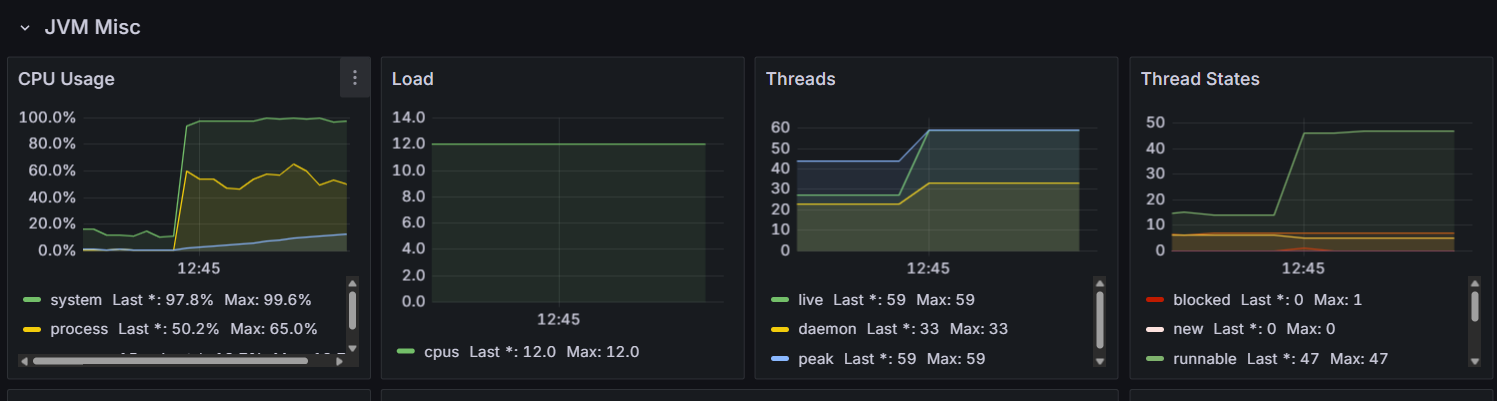 JVM Misc
CPU Usage
100.0%
80.0%
60.0%
40.0%
20.0%
0.0%
12:45
system Last *: 97.8% Max: 99.6%
process Last *: 50.2% Max: 65.0%
Load
14.0
12.0
10.0
8.0
6.0
4.0
2.0
0.0
12:45
cpus Last *: 12.0 Max: 12.0
Threads
60
50
40
30
20
10
0
12:45
live Last *: 59 Max: 59
daemon Last *: 33 Max: 33
peak Last *: 59 Max: 59
Thread States
50
40
30
20
10
0
12:45
blocked Last *: 0 Max: 1
new Last *: 0 Max: 0
runnable Last *: 47 Max: 47